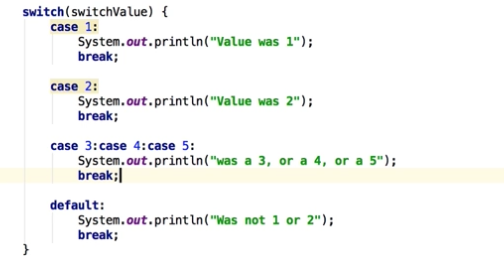 switch(switchValue) {
case 1:
System.out.println("Value was 1");
break;
case 2:
System.out.println("Value was 2");
break;
case 3:case 4:case 5:
System.out.println("was a 3, or a 4, or a 5");
break;
default:
System.out.println("Was not 1 or 2");
break;
}